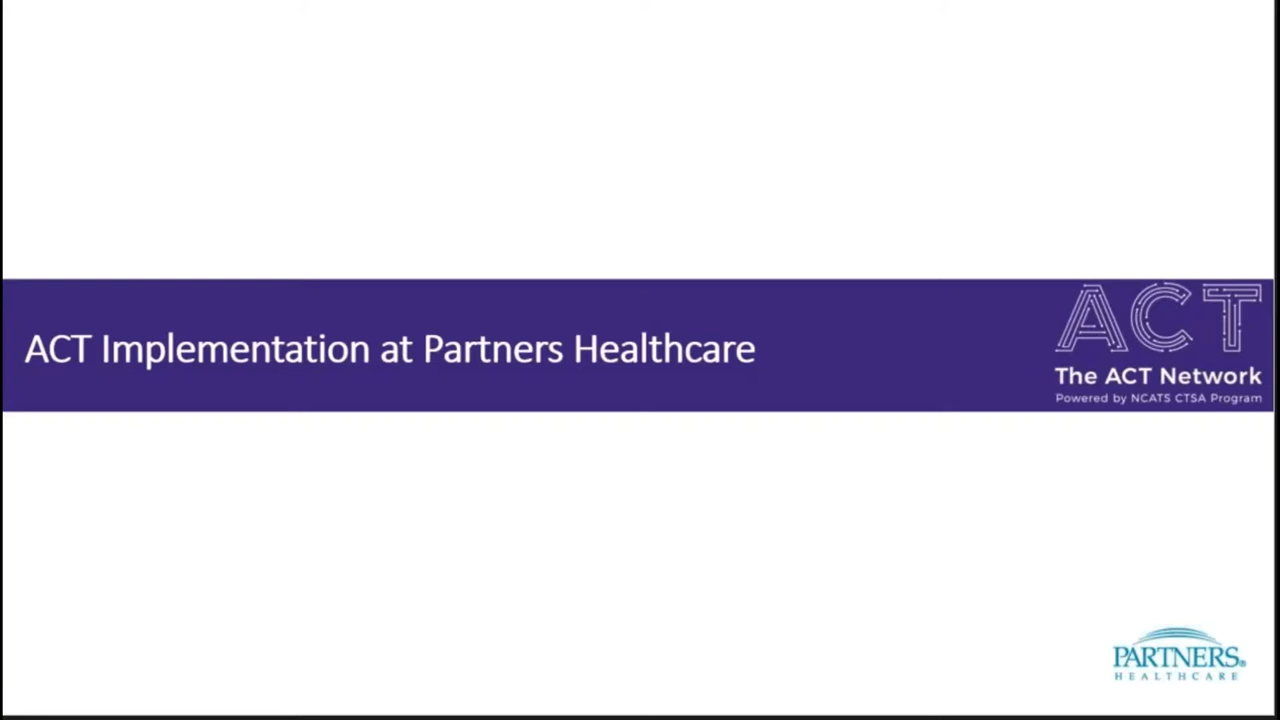 ACT Implementation at Partners Healthcare
ACT
The ACT Network
Powered by NCATS CTSA Program
PARTNERS®
HEALTHCARE